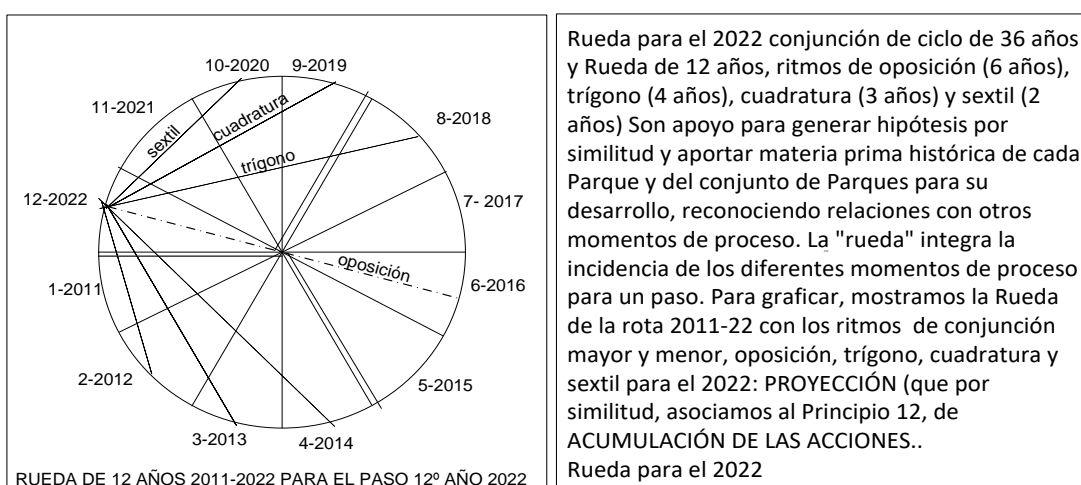 10-2020
9-2019
11-2021
8-2018
sextil
cuadratura
trígono
12-2022
7- 2017
oposición
6-2016
1-2011
2-2012
5-2015
3-2013
4-2014
RUEDA DE 12 AÑOS 2011-2022 PARA EL PASO 12º AÑO 2022
Rueda para el 2022 conjunción de ciclo de 36 años
y Rueda de 12 años, ritmos de oposición (6 años),
trígono (4 años), cuadratura (3 años) y sextil (2
años) Son apoyo para generar hipótesis por
similitud y aportar materia prima histórica de cada
Parque y del conjunto de Parques para su
desarrollo, reconociendo relaciones con otros
momentos de proceso. La "rueda" integra la
incidencia de los diferentes momentos de proceso
para un paso. Para graficar, mostramos la Rueda
de la rota 2011-22 con los ritmos de conjunción
mayor y menor, oposición, trígono, cuadratura y
sextil para el 2022: PROYECCIÓN (que por
similitud, asociamos al Principio 12, de
ACUMULACIÓN DE LAS ACCIONES..
Rueda para el 2022